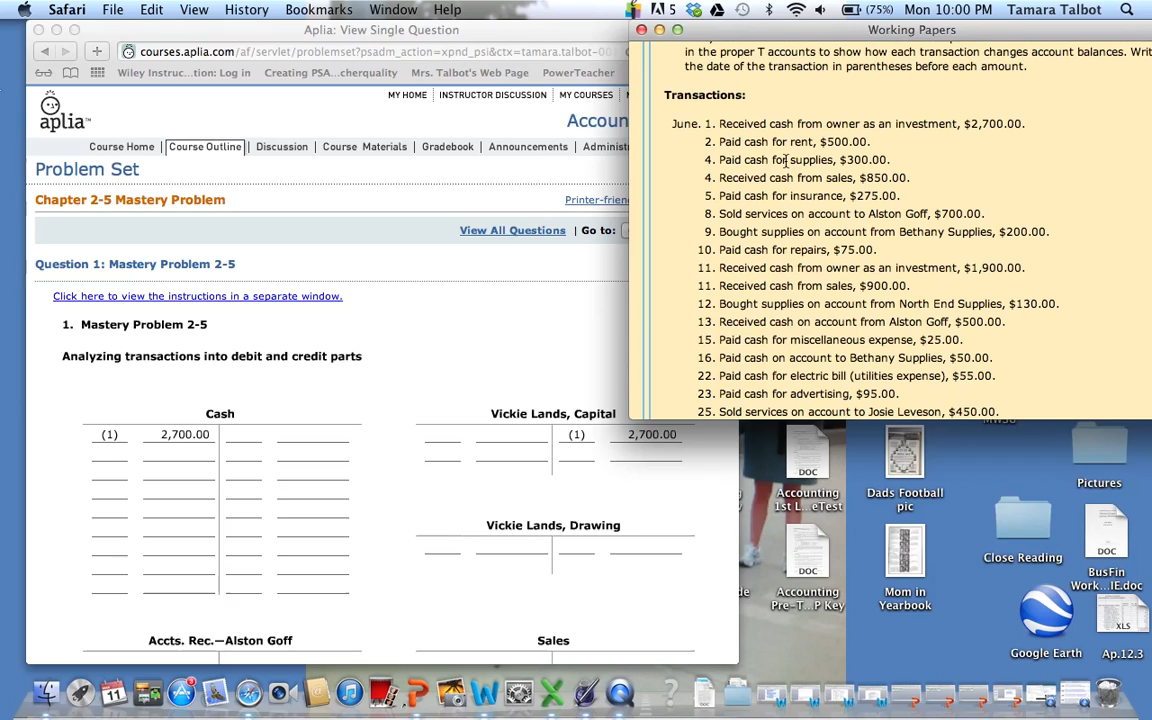 Safari File Edit View History Bookmarks Window Help 5 (75%) Mon 10:00 PM Tamara Talbot
Aplia: View Single Question
courses.aplia.com/af/servlet/problemset?psadm_action=xpnd_psi&ctx=tamara.talbot-00
Wiley Instruc...tion: Log in Creating PSA...cherquality Mrs. Talbot's Web Page PowerTeacher
MY HOME INSTRUCTOR DISCUSSION MY COURSES
aplia™
Accou
Course Home Course Outline Discussion Course Materials Gradebook Announcements Adminis
Problem Set
Chapter 2-5 Mastery Problem
Printer-frien
View All Questions | Go to:
Question 1: Mastery Problem 2-5
Click here to view the instructions in a separate window.
1. Mastery Problem 2-5
Analyzing transactions into debit and credit parts
Cash
(1) 2,700.00
Vickie Lands, Capital
(1) 2,700.00
Vickie Lands, Drawing
Accts. Rec.—Alston Goff
Sales
Working Papers
in the proper T accounts to show how each transaction changes account balances. Writ
the date of the transaction in parentheses before each amount.
Transactions:
June. 1. Received cash from owner as an investment, $2,700.00.
2. Paid cash for rent, $500.00.
4. Paid cash for supplies, $300.00.
4. Received cash from sales, $850.00.
5. Paid cash for insurance, $275.00.
8. Sold services on account to Alston Goff, $700.00.
9. Bought supplies on account from Bethany Supplies, $200.00.
10. Paid cash for repairs, $75.00.
11. Received cash from owner as an investment, $1,900.00.
11. Received cash from sales, $900.00.
12. Bought supplies on account from North End Supplies, $130.00.
13. Received cash on account from Alston Goff, $500.00.
15. Paid cash for miscellaneous expense, $25.00.
16. Paid cash on account to Bethany Supplies, $50.00.
22. Paid cash for electric bill (utilities expense), $55.00.
23. Paid cash for advertising, $95.00.
25. Sold services on account to Josie Leveson, $450.00.
DOC
Accounting
1st L...eTest
Dads Football
pic
Pictures
DOC
Accounting
Pre-T...P Key
Mom in
Yearbook
Close Reading
DOC
BusFin
Work...IE.doc
Google Earth
XLS
Ap.12.3
11
3